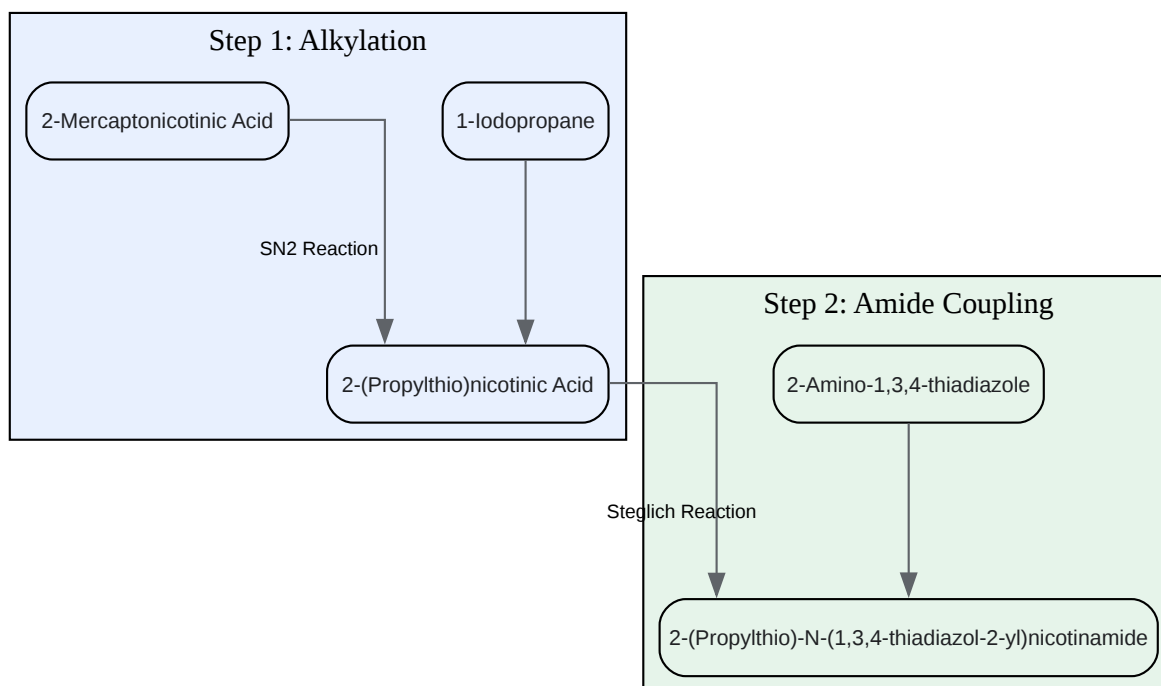 Step 1: Alkylation
2-Mercaptonicotinic Acid
1-Iodopropane
SN2 Reaction
2-(Propylthio)nicotinic Acid
Step 2: Amide Coupling
2-Amino-1,3,4-thiadiazole
Steglich Reaction
2-(Propylthio)-N-(1,3,4-thiadiazol-2-yl)nicotinamide